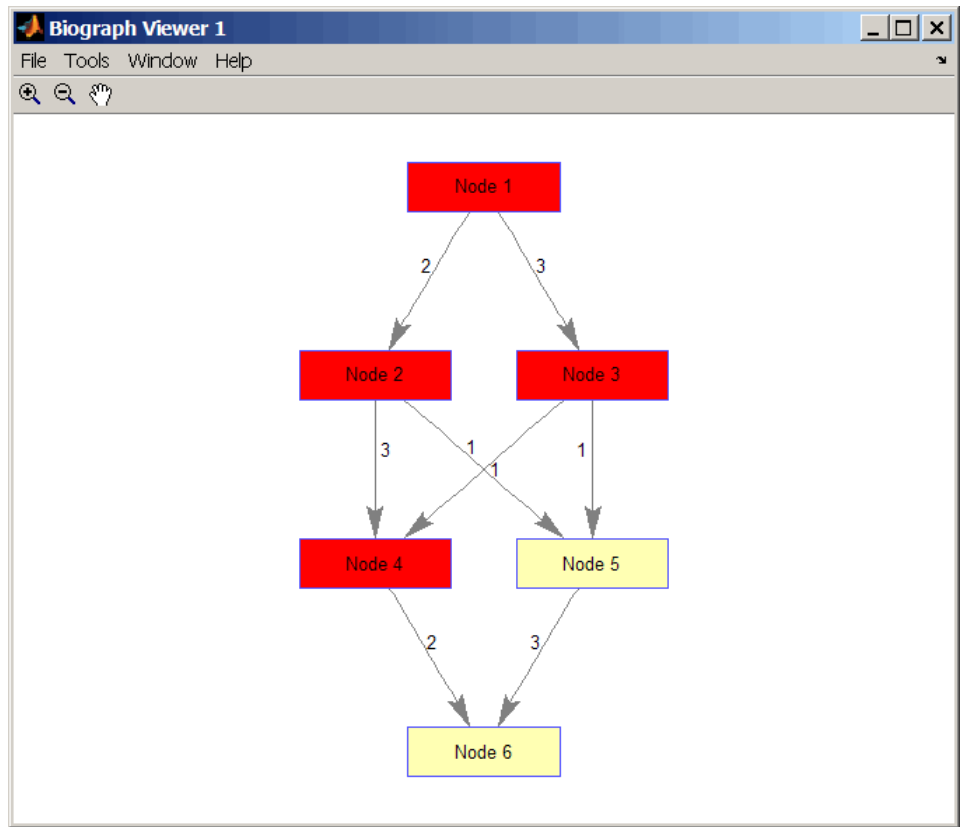 Biograph Viewer 1
File Tools Window Help
Node 1
2 3
Node 2 Node 3
3 1 1 1
Node 4 Node 5
2 3
Node 6